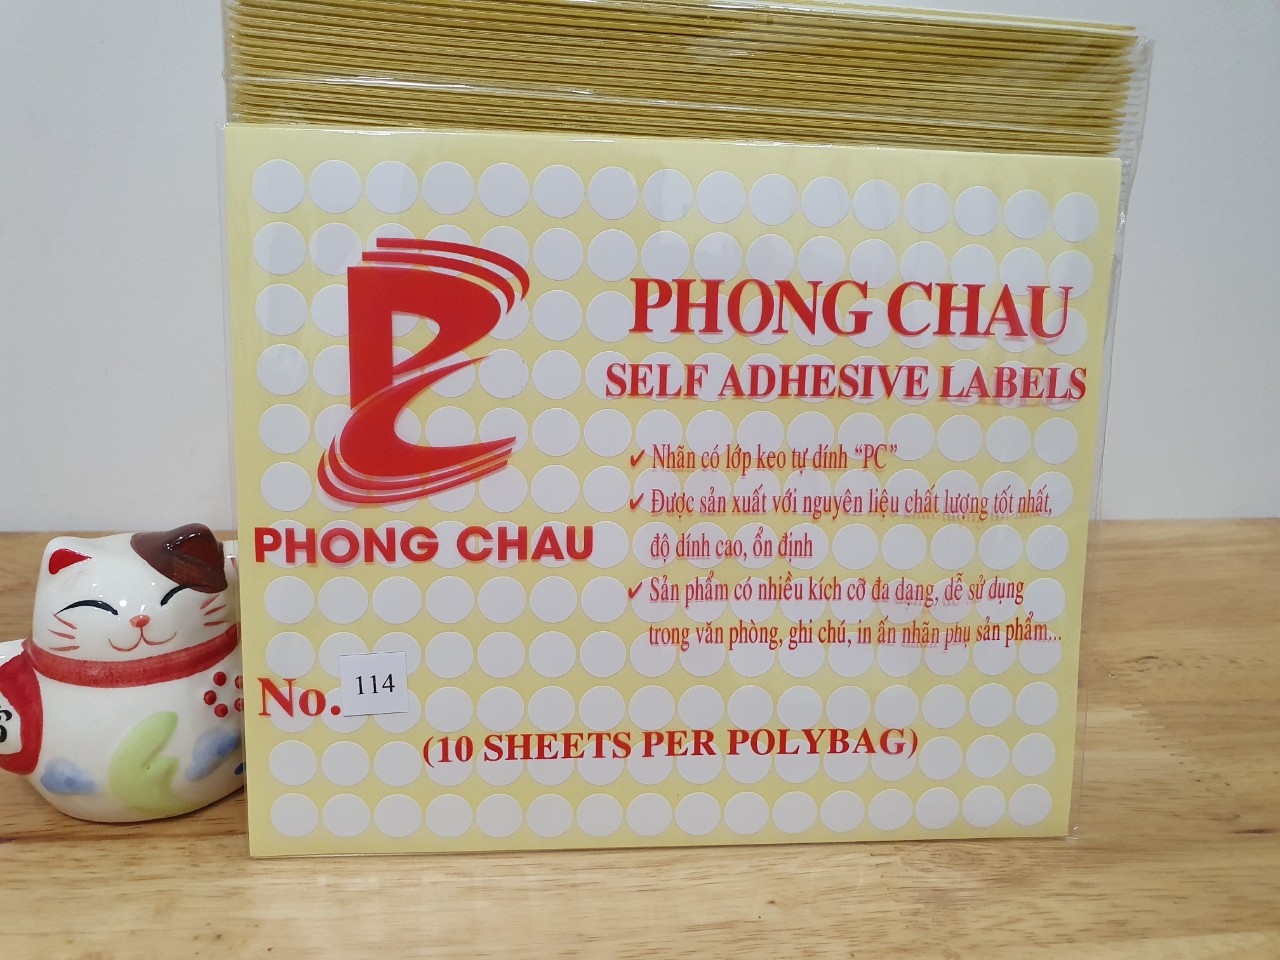 PHONG CHAU
SELF ADHESIVE LABELS
✓ Nhãn có lớp keo tự dính “PC”
✓ Được sản xuất với nguyên liệu chất lượng tốt nhất,
độ dính cao, ổn định
✓ Sản phẩm có nhiều kích cỡ đa dạng, dễ sử dụng
trong văn phòng, ghi chú, in ấn nhãn phụ sản phẩm...
PHONG CHAU
No. 114
(10 SHEETS PER POLYBAG)